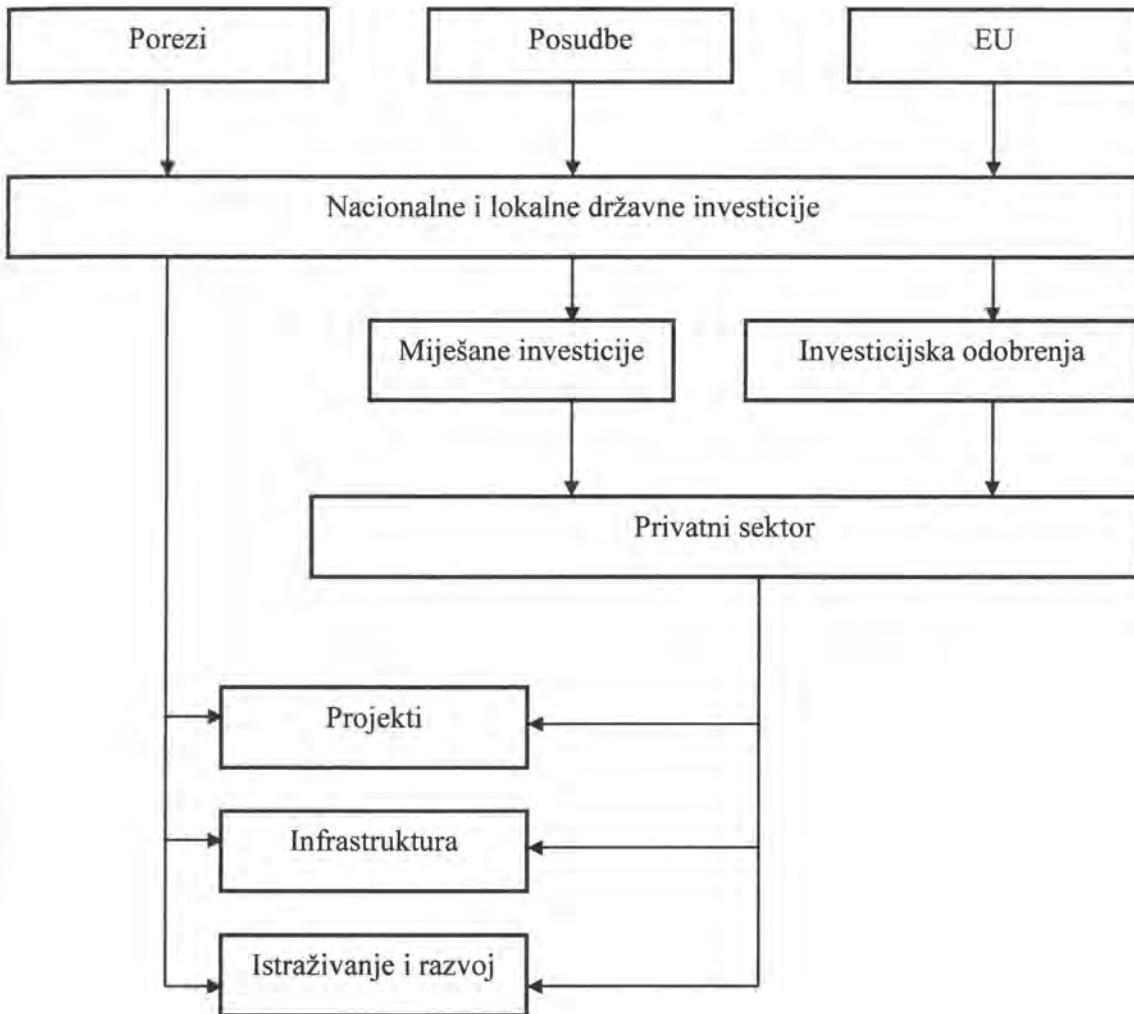 Porezi
Posudbe
EU
Nacionalne i lokalne državne investicije
Miješane investicije
Investicijska odobrenja
Privatni sektor
Projekti
Infrastruktura
Istraživanje i razvoj